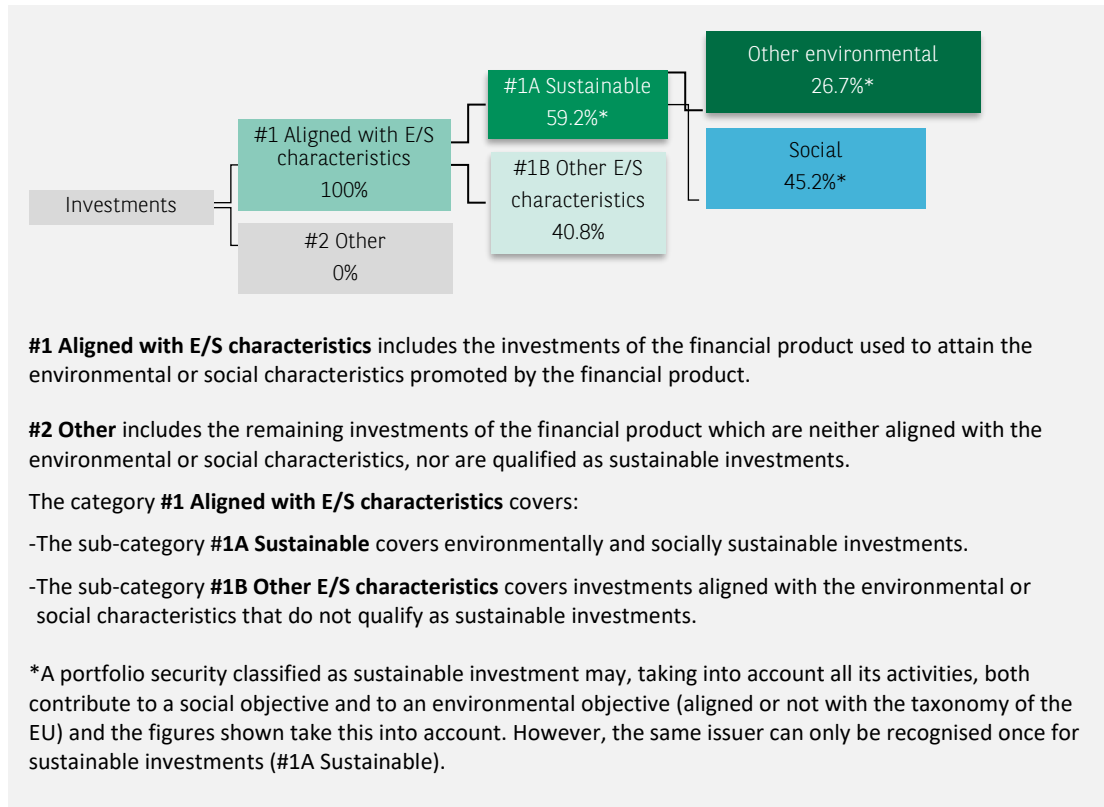 Investments
#1 Aligned with E/S
characteristics
100%
#2 Other
0%
#1A Sustainable
59.2%*
#1B Other E/S
characteristics
40.8%
Other environmental
26.7%*
Social
45.2%*
#1 Aligned with E/S characteristics includes the investments of the financial product used to attain the
environmental or social characteristics promoted by the financial product.
#2 Other includes the remaining investments of the financial product which are neither aligned with the
environmental or social characteristics, nor are qualified as sustainable investments.
The category #1 Aligned with E/S characteristics covers:
-The sub-category #1A Sustainable covers environmentally and socially sustainable investments.
-The sub-category #1B Other E/S characteristics covers investments aligned with the environmental or
social characteristics that do not qualify as sustainable investments.
*A portfolio security classified as sustainable investment may, taking into account all its activities, both
contribute to a social objective and to an environmental objective (aligned or not with the taxonomy of the
EU) and the figures shown take this into account. However, the same issuer can only be recognised once for
sustainable investments (#1A Sustainable).